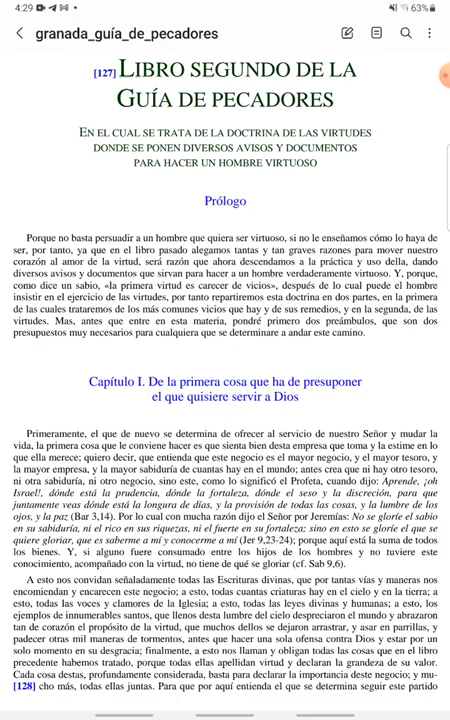 4:29
63%
granada_guía_de_pecadores
[127] LIBRO SEGUNDO DE LA
GUÍA DE PECADORES
EN EL CUAL SE TRATA DE LA DOCTRINA DE LAS VIRTUDES
DONDE SE PONEN DIVERSOS AVISOS Y DOCUMENTOS
PARA HACER UN HOMBRE VIRTUOSO
Prólogo
Porque no basta persuadir a un hombre que quiera ser virtuoso, si no le enseñamos cómo lo haya de
ser, por tanto, ya que en el libro pasado alegamos tantas y tan graves razones para mover nuestro
corazón al amor de la virtud, será razón que ahora descendamos a la práctica y uso della, dando
diversos avisos y documentos que sirvan para hacer a un hombre verdaderamente virtuoso. Y, porque,
como dice un sabio, «la primera virtud es carecer de vicios», después de lo cual puede el hombre
insistir en el ejercicio de las virtudes, por tanto repartiremos esta doctrina en dos partes, en la primera
de las cuales trataremos de los más comunes vicios que hay y de sus remedios, y en la segunda, de las
virtudes. Mas, antes que entre en esta materia, pondré primero dos preámbulos, que son dos
presupuestos muy necesarios para cualquiera que se determinare a andar este camino.
Capítulo I. De la primera cosa que ha de presuponer
el que quisiere servir a Dios
Primeramente, el que de nuevo se determina de ofrecer al servicio de nuestro Señor y mudar la
vida, la primera cosa que le conviene hacer es que sienta bien desta empresa que toma y la estime en lo
que ella merece; quiero decir, que entienda que este negocio es el mayor negocio, y el mayor tesoro, y
la mayor empresa, y la mayor sabiduría de cuantas hay en el mundo; antes crea que ni hay otro tesoro,
ni otra sabiduría, ni otro negocio, sino este, como lo significó el Profeta, cuando dijo: Aprende, ¡oh
Israel!, dónde está la prudencia, dónde la fortaleza, dónde el seso y la discreción, para que
juntamente veas dónde está la longura de días, y la provisión de todas las cosas, y la lumbre de los
ojos, y la paz (Bar 3,14). Por lo cual con mucha razón dijo el Señor por Jeremías: No se gloríe el sabio
en su sabiduría, ni el rico en sus riquezas, ni el fuerte en su fortaleza; sino en esto se gloríe el que se
quiere gloriar, que es saberme a mí y conocerme a mí (Jer 9,23-24); porque aquí está la suma de todos
los bienes. Y, si alguno fuere consumado entre los hijos de los hombres y no tuviere este
conocimiento, acompañado con la virtud, no tiene de qué se gloriar (cf. Sab 9,6).
A esto nos convidan señaladamente todas las Escrituras divinas, que por tantas vías y maneras nos
encomiendan y encarecen este negocio; a esto, todas cuantas criaturas hay en el cielo y en la tierra; a
esto, todas las voces y clamores de la Iglesia; a esto, todas las leyes divinas y humanas; a esto, los
ejemplos de innumerables santos, que llenos desta lumbre del cielo despreciaron el mundo y abrazaron
tan de corazón el propósito de la virtud, que muchos dellos se dejaron arrastrar, y asar en parrillas, y
padecer otras mil maneras de tormentos, antes que hacer una sola ofensa contra Dios y estar por un
solo momento en su desgracia; finalmente, a esto nos llaman y obligan todas las cosas que en el libro
precedente habemos tratado, porque todas ellas apellidan virtud y declaran la grandeza de su valor.
Cada cosa destas, profundamente considerada, basta para declarar la importancia deste negocio; y mu-
[128] cho más, todas ellas juntas. Para que por aquí entienda el que se determina seguir este partido